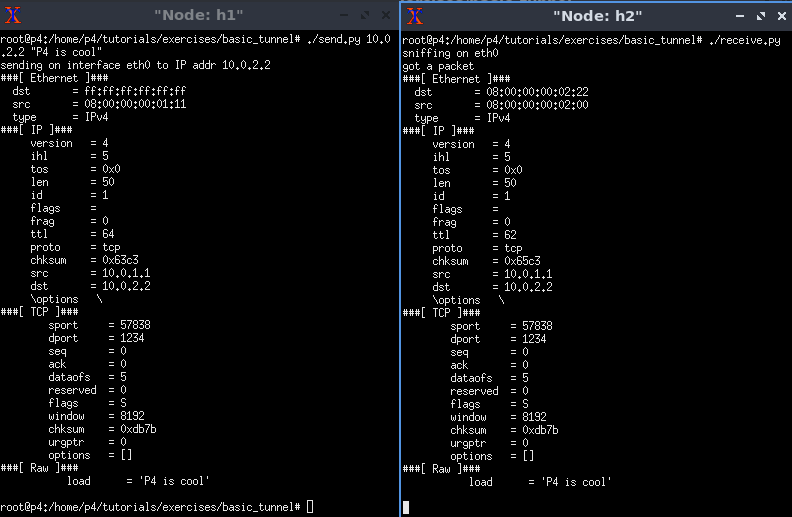 "Node: h1"
root@p4:/home/p4/tutorials/exercises/basic_tunnel# ./send.py 10.0
.2.2 "P4 is cool"
sending on interface eth0 to IP addr 10.0.2.2
###[ Ethernet ]###
  dst       = ff:ff:ff:ff:ff:ff
  src       = 08:00:00:00:01:11
  type      = IPv4
###[ IP ]###
     version   = 4
     ihl       = 5
     tos       = 0x0
     len       = 50
     id        = 1
     flags     =
     frag      = 0
     ttl       = 64
     proto     = tcp
     chksum    = 0x63c3
     src       = 10.0.1.1
     dst       = 10.0.2.2
     \options   \
###[ TCP ]###
        sport     = 57838
        dport     = 1234
        seq       = 0
        ack       = 0
        dataofs   = 5
        reserved  = 0
        flags     = S
        window    = 8192
        chksum    = 0xdb7b
        urgptr    = 0
        options   = []
###[ Raw ]###
           load      = 'P4 is cool'
root@p4:/home/p4/tutorials/exercises/basic_tunnel#
"Node: h2"
root@p4:/home/p4/tutorials/exercises/basic_tunnel# ./receive.py
sniffing on eth0
got a packet
###[ Ethernet ]###
  dst       = 08:00:00:00:02:22
  src       = 08:00:00:00:02:00
  type      = IPv4
###[ IP ]###
     version   = 4
     ihl       = 5
     tos       = 0x0
     len       = 50
     id        = 1
     flags     =
     frag      = 0
     ttl       = 62
     proto     = tcp
     chksum    = 0x65c3
     src       = 10.0.1.1
     dst       = 10.0.2.2
     \options   \
###[ TCP ]###
        sport     = 57838
        dport     = 1234
        seq       = 0
        ack       = 0
        dataofs   = 5
        reserved  = 0
        flags     = S
        window    = 8192
        chksum    = 0xdb7b
        urgptr    = 0
        options   = []
###[ Raw ]###
           load      = 'P4 is cool'